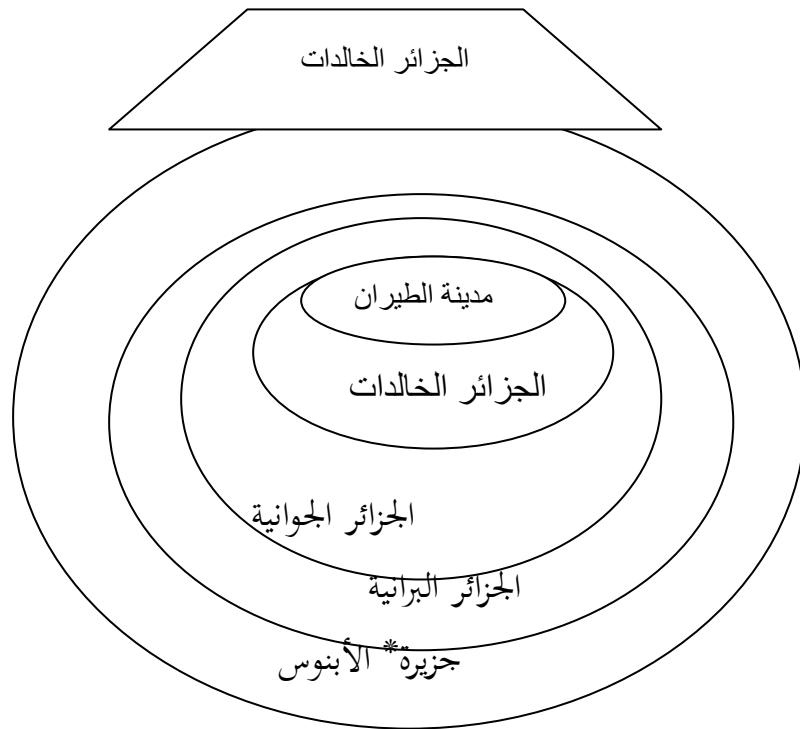 الجزائر الخالدات
مدينة الطيران
الجزائر الخالدات
الجزائر الجوانية
الجزائر البرانية
جزيرة* الأبنوس